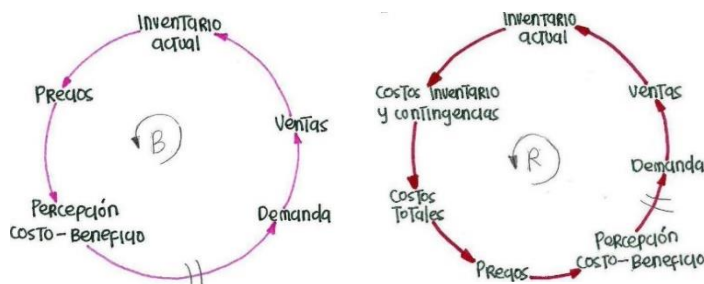 Inventario
actual
Precios
B
Ventas
Percepción
Costo-Beneficio
Demanda
Inventario
actual
Costos Inventario
y contingencias
Ventas
R
Demanda
Costos
Totales
Percepción
Costo-Beneficio
Precios